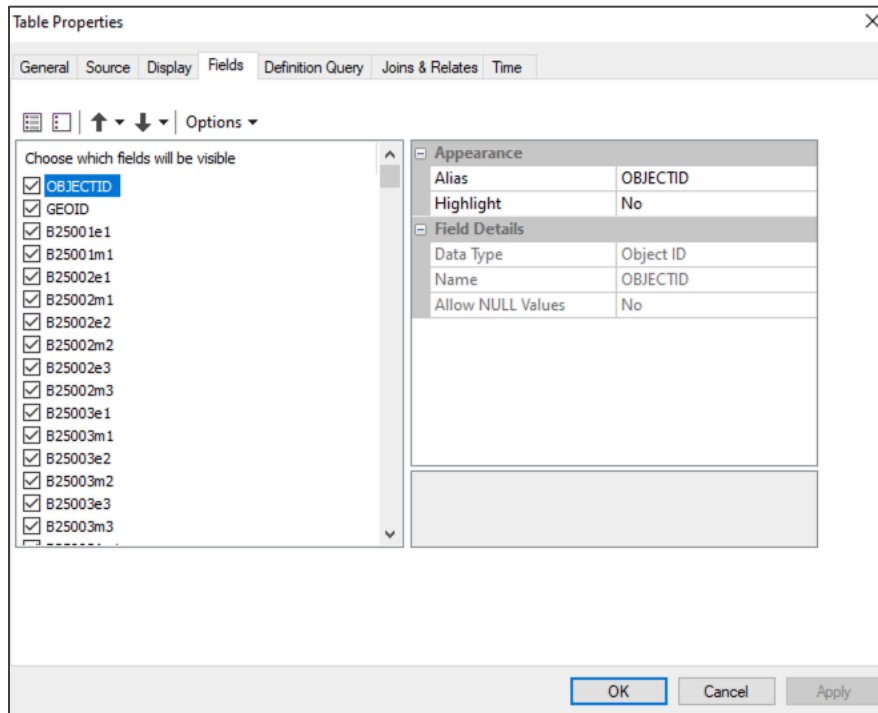 Table Properties
General Source Display Fields Definition Query Joins & Relates Time
Options
Choose which fields will be visible
OBJECTID
GEOID
B25001e1
B25001m1
B25002e1
B25002m1
B25002e2
B25002m2
B25002e3
B25002m3
B25003e1
B25003m1
B25003e2
B25003m2
B25003e3
B25003m3
Appearance
Alias OBJECTID
Highlight No
Field Details
Data Type Object ID
Name OBJECTID
Allow NULL Values No
OK Cancel Apply